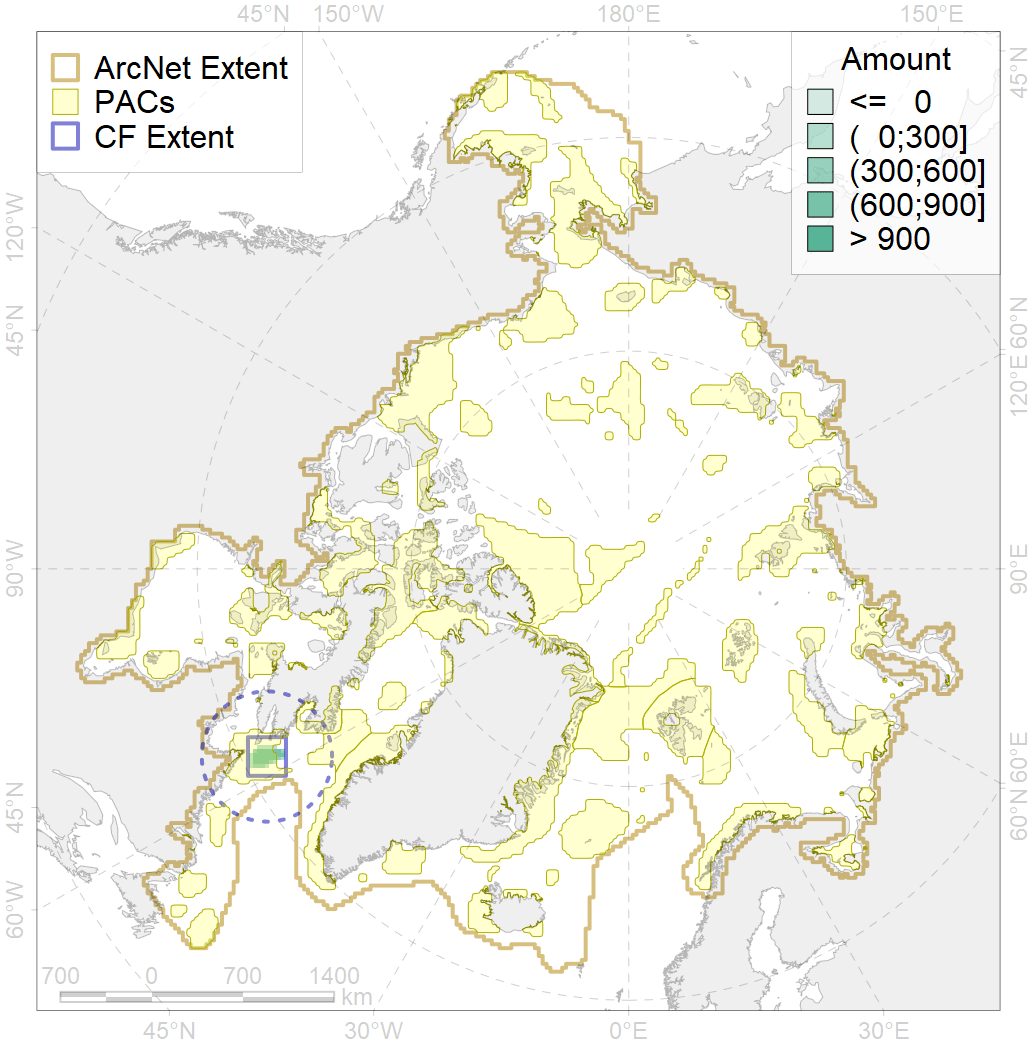 45°N 150°W 180°E 150°E
ArcNet Extent
PACs
CF Extent
Amount
<= 0
( 0;300]
(300;600]
(600;900]
> 900
45°N
120°W
45°N
90°W
45°N
60°W
60°N
120°E
90°E
60°E
60°N
700 0 700 1400
km
45°N 30°W 0°E 30°E